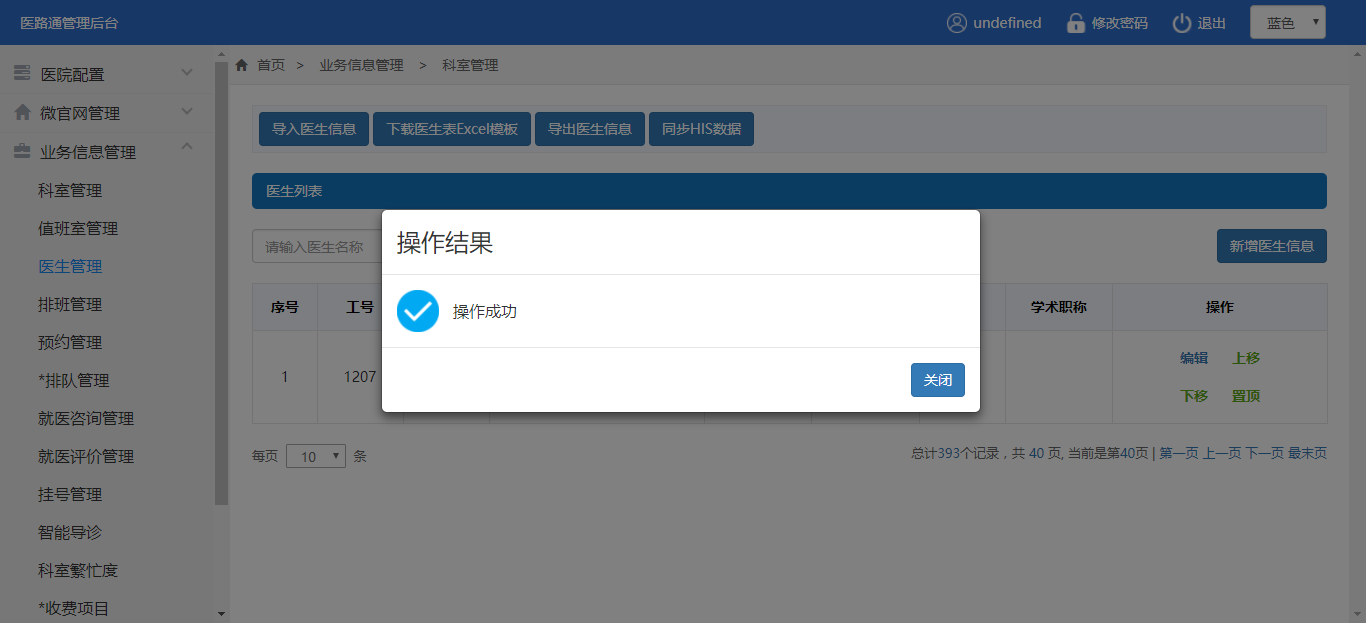 医路通管理后台
undefined 修改密码 退出 蓝色
医院配置
微官网管理
业务信息管理
科室管理
值班室管理
医生管理
排班管理
预约管理
*排队管理
就医咨询管理
就医评价管理
挂号管理
智能导诊
科室繁忙度
*收费项目
首页 > 业务信息管理 > 科室管理
导入医生信息 下载医生表Excel模板 导出医生信息 同步HIS数据
医生列表
请输入医生名称 新增医生信息
操作结果
操作成功
关闭
序号 工号 学术职称 操作
1 1207 编辑 上移
下移 置顶
每页 10 条 总计393个记录，共 40 页, 当前是第40页 | 第一页 上一页 下一页 最末页